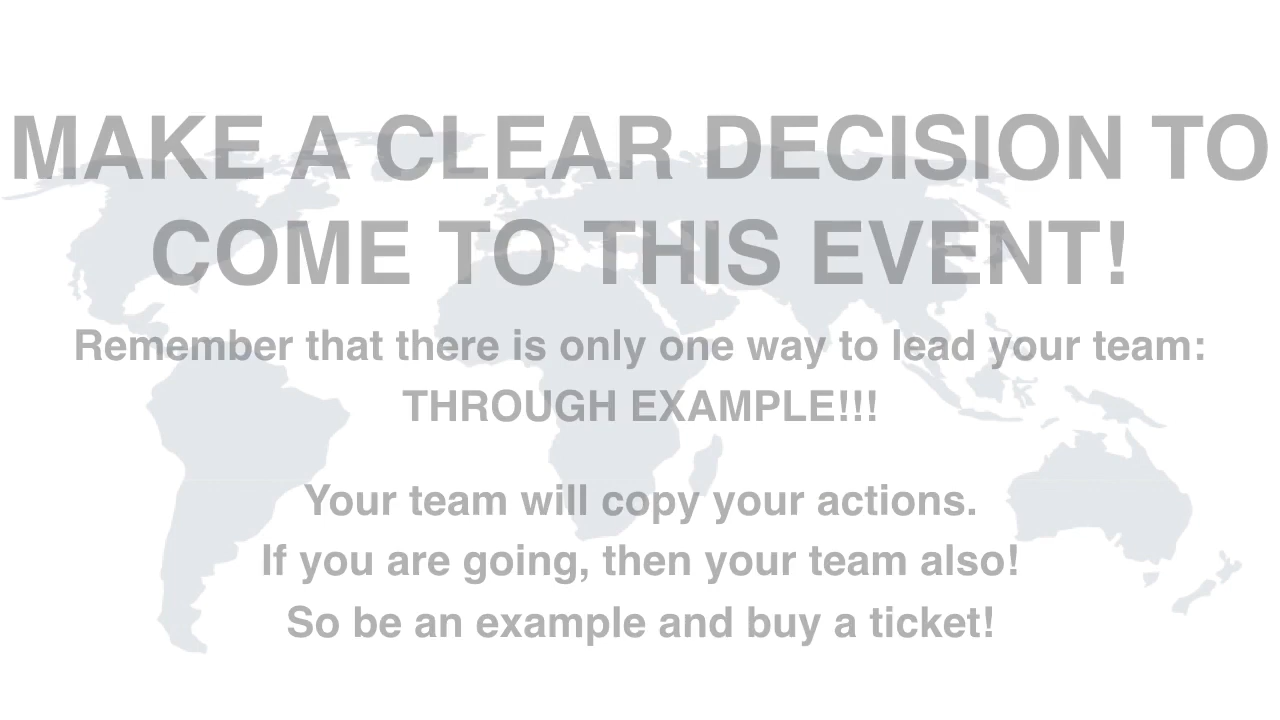 MAKE A CLEAR DECISION TO
COME TO THIS EVENT!
Remember that there is only one way to lead your team:
THROUGH EXAMPLE!!!
Your team will copy your actions.
If you are going, then your team also!
So be an example and buy a ticket!